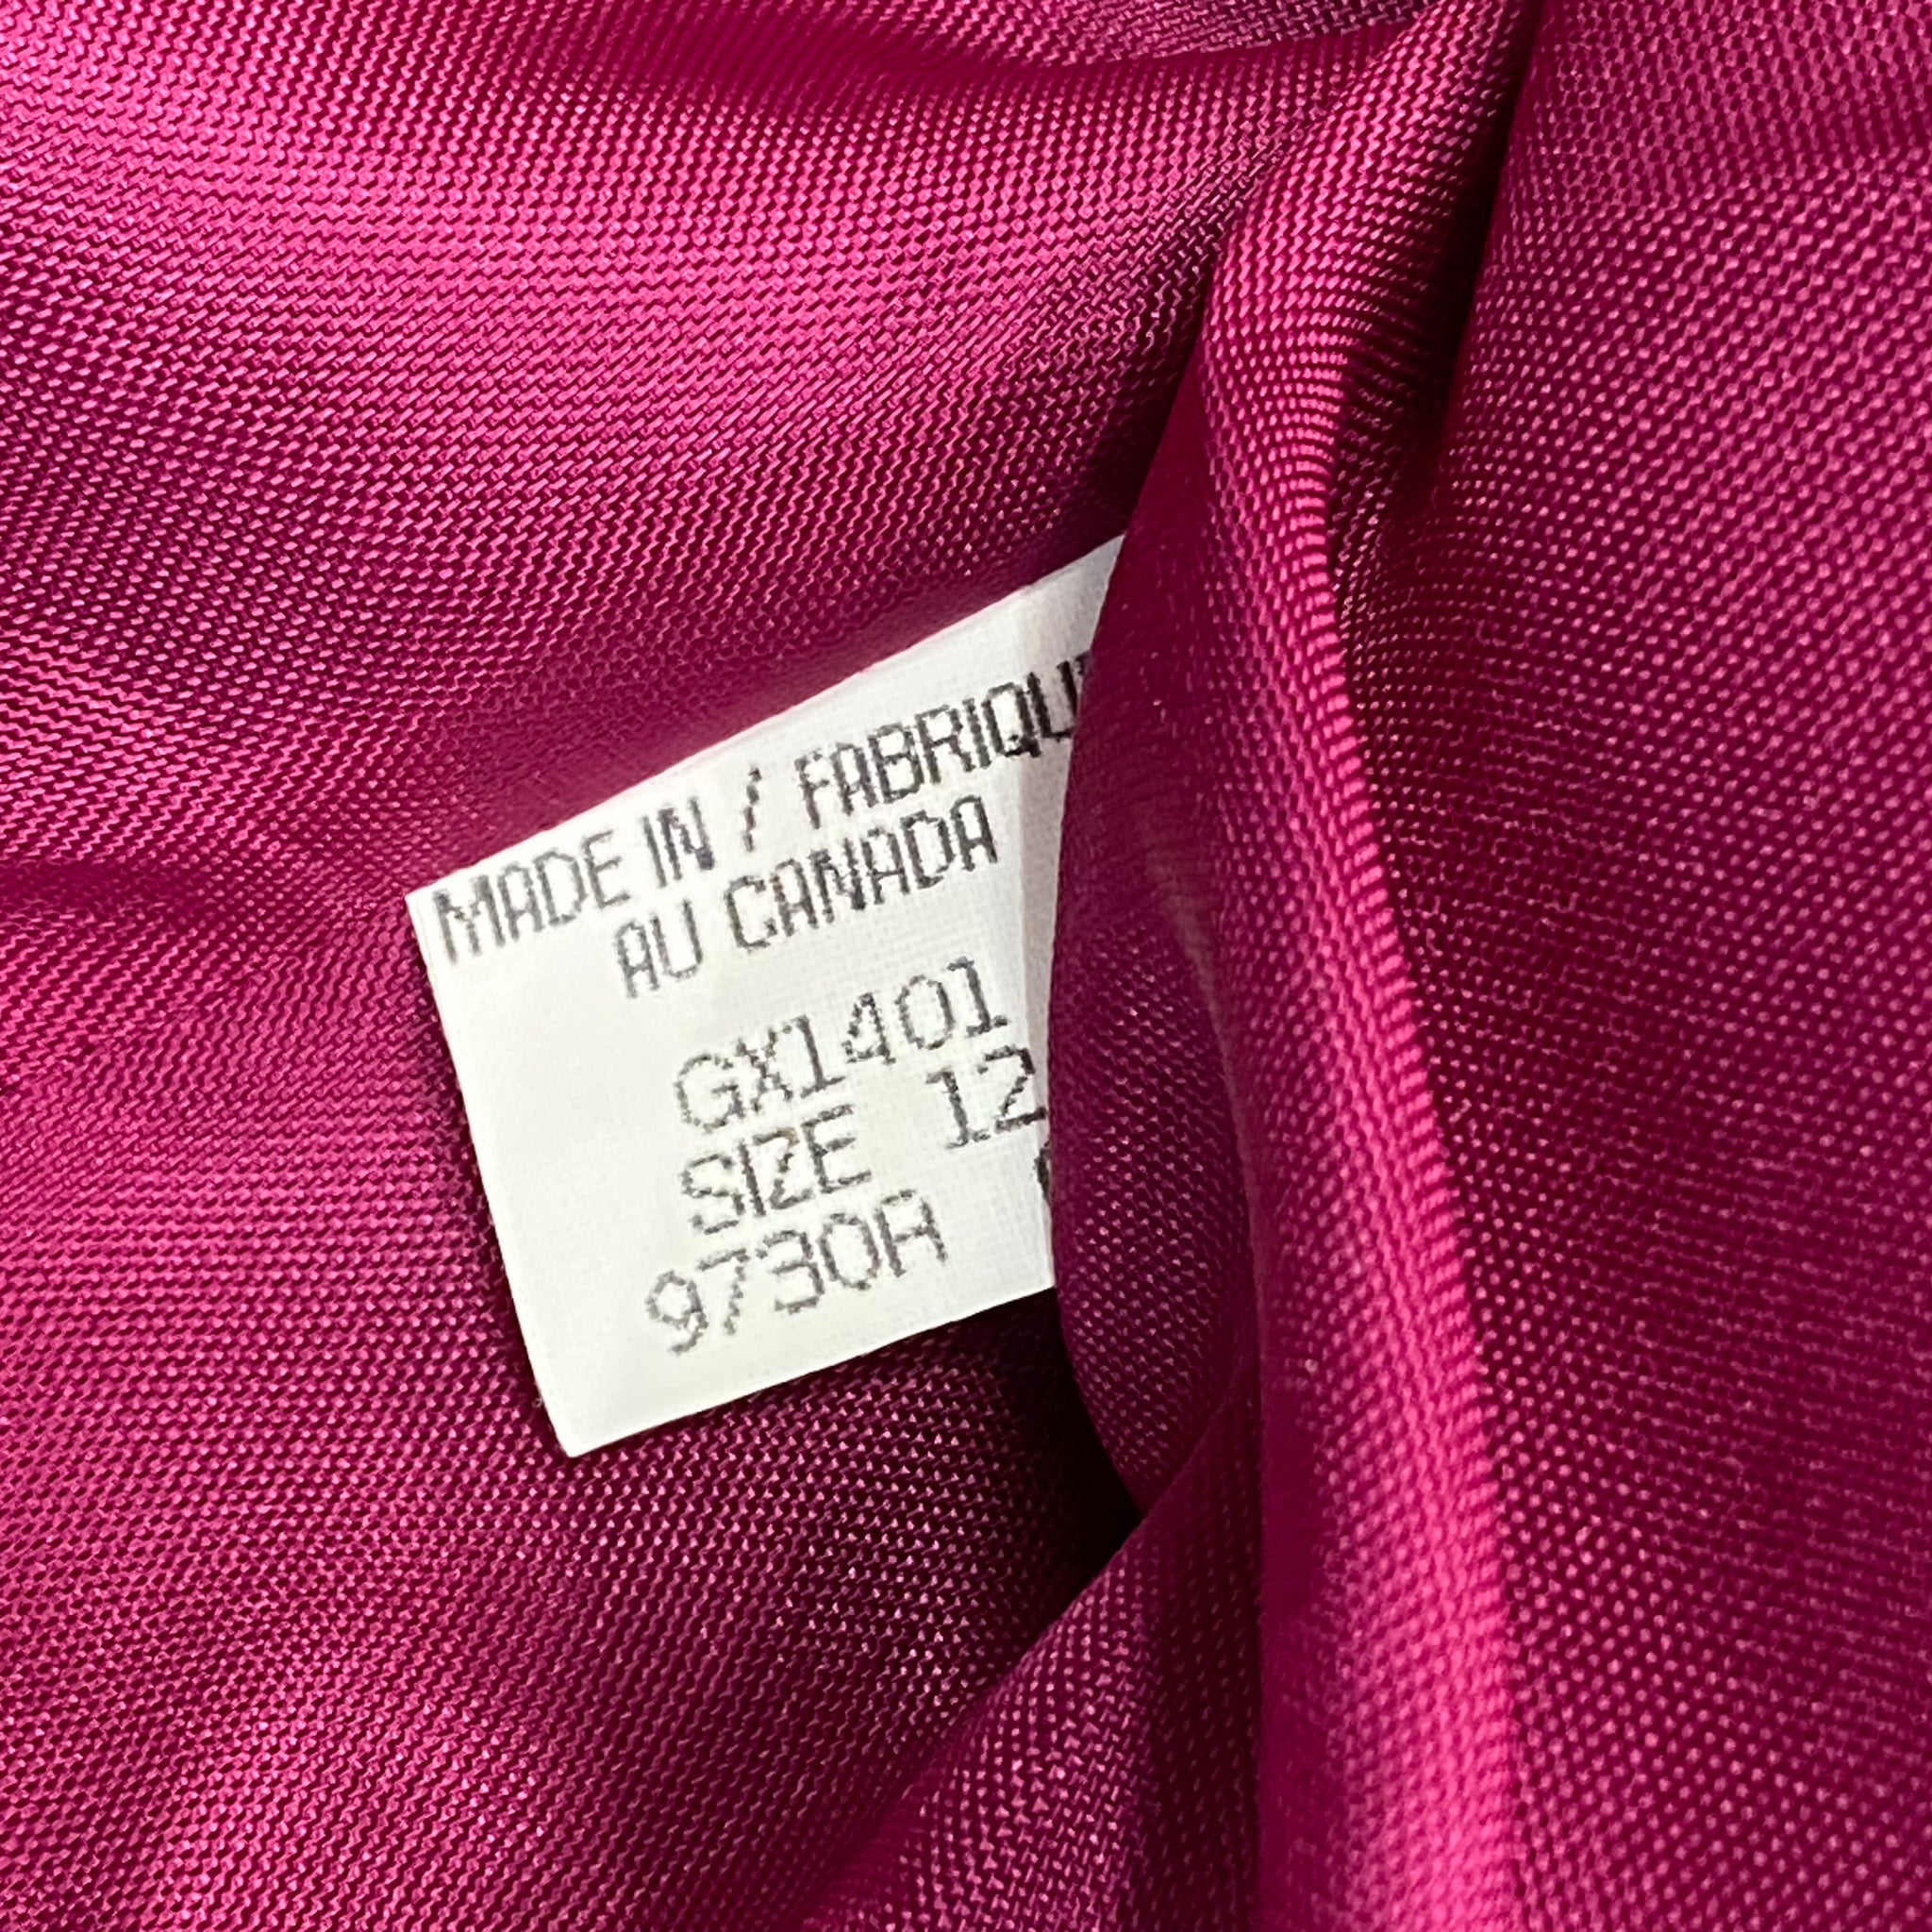 MADE IN / FABRIQU
AU CANADA
GX1401
SIZE 12
9730A